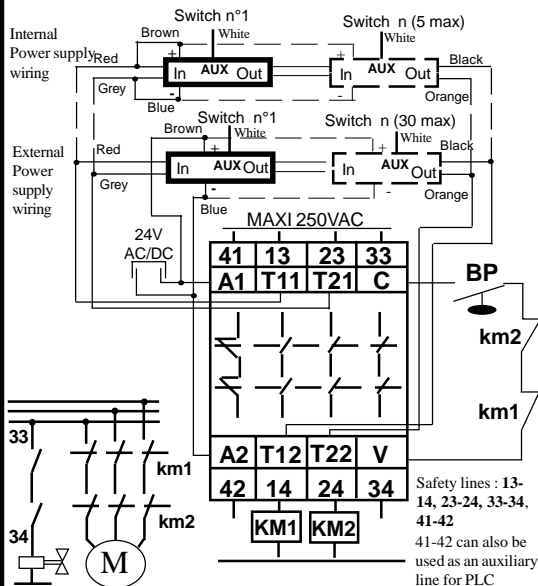 Internal
Power supply
wiring
Switch n°1
Switch n (5 max)
Brown
White
White
Red
+
+
Black
In AUX Out
In AUX Out
Grey
-
-
Blue
Orange
External
Power
supply
wiring
Switch n°1
Switch n (30 max)
Brown
White
White
Red
+
+
Black
In AUX Out
In AUX Out
Grey
-
-
Blue
Orange
MAXI 250VAC
24V
AC/DC
41 13 23 33
A1 T11 T21 C
BP
km2
km1
A2 T12 T22 V
42 14 24 34
KM1 KM2
33
34
km1
km2
M
Safety lines : 13-
14, 23-24, 33-34,
41-42
41-42 can also be
used as an auxiliary
line for PLC